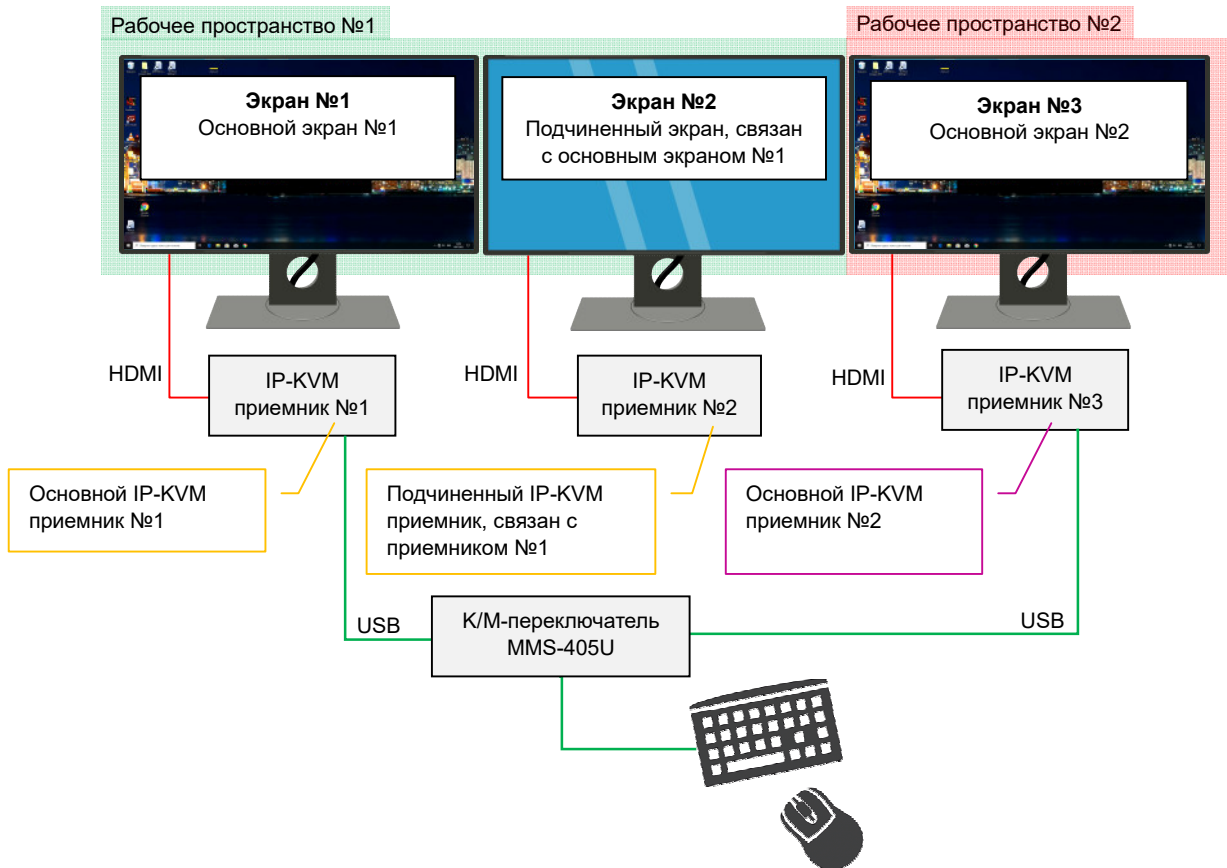 Рабочее пространство №1
Рабочее пространство №2
Экран №1
Основной экран №1
Экран №2
Подчиненный экран, связан
с основным экраном №1
Экран №3
Основной экран №2
HDMI
IP-KVM
приемник №1
HDMI
IP-KVM
приемник №2
HDMI
IP-KVM
приемник №3
Основной IP-KVM
приемник №1
Подчиненный IP-KVM
приемник, связан с
приемником №1
Основной IP-KVM
приемник №2
USB
K/M-переключатель
MMS-405U
USB